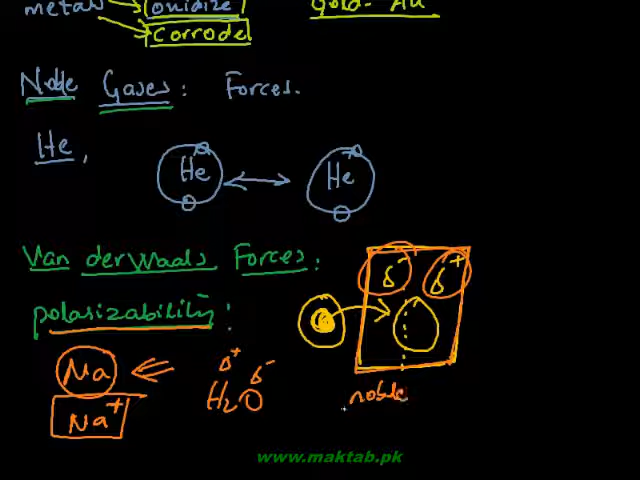 metals oxidize Gold - Au
Corrode
Noble Gases: Forces.
He,
He He
Van der Waals Forces:
δ- δ+
polarizability:
Na δ+ δ-
H2O
Na+
noble
www.maktab.pk